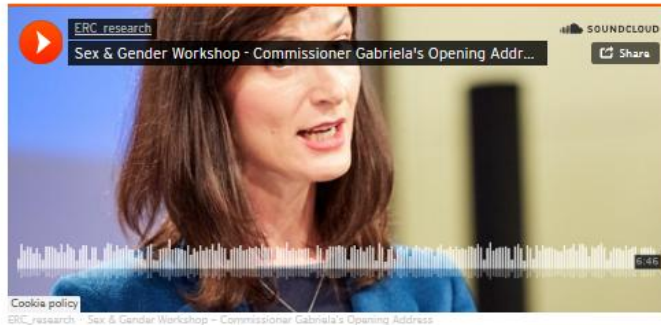 ERC_research
SOUNDCLOUD
Sex & Gender Workshop - Commissioner Gabriela's Opening Addr...
Share
6:46
Cookie policy
ERC_research · Sex & Gender Workshop – Commissioner Gabriela's Opening Address